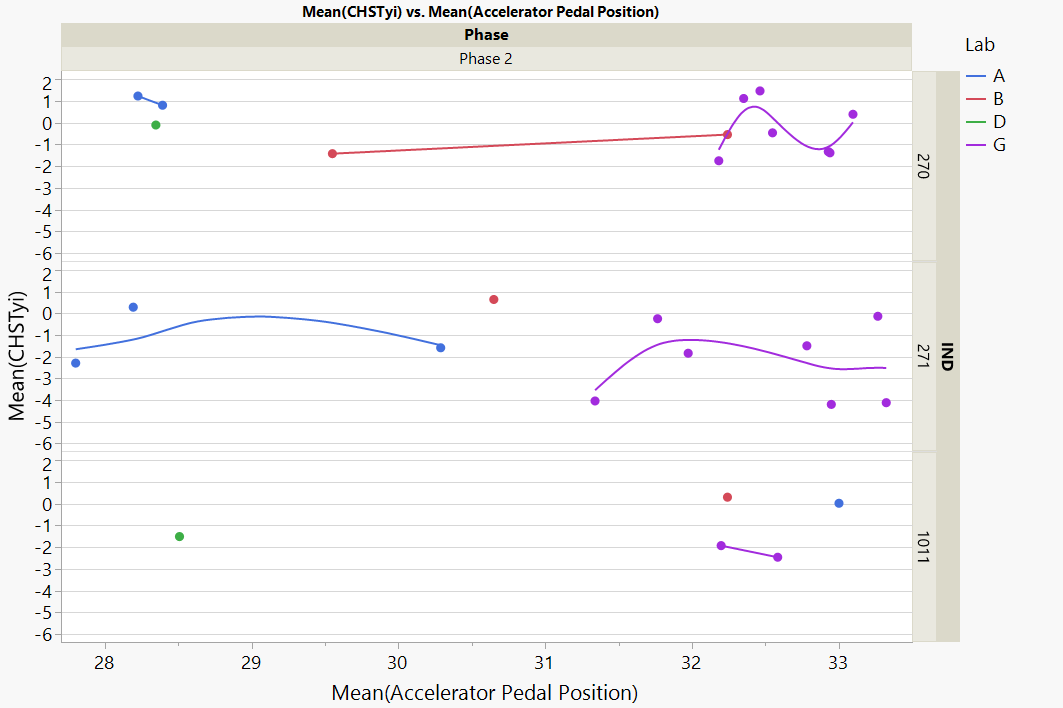 Mean(CHSTyi) vs. Mean(Accelerator Pedal Position)
Phase
Phase 2
Lab
A
B
D
G
Mean(CHSTyi)
2
1
0
-1
-2
-3
-4
-5
-6
270
2
1
0
-1
-2
-3
-4
-5
-6
271
IND
2
1
0
-1
-2
-3
-4
-5
-6
1011
28 29 30 31 32 33
Mean(Accelerator Pedal Position)